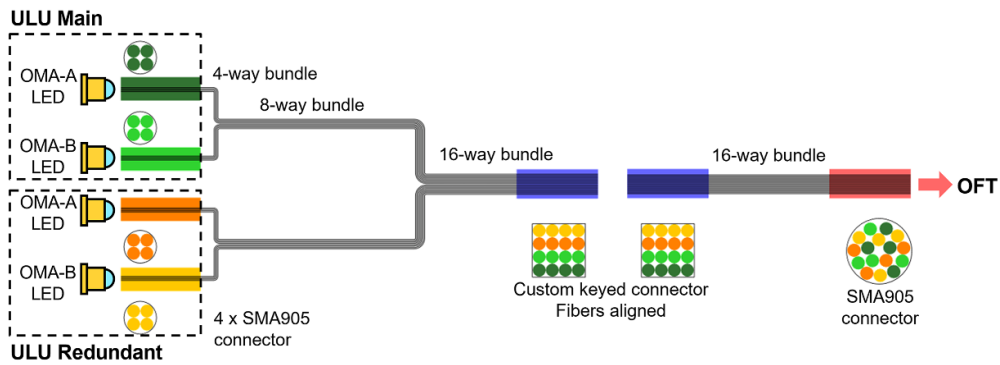 ULU Main
OMA-A
LED
4-way bundle
8-way bundle
OMA-B
LED
16-way bundle
16-way bundle
OMA-A
LED
OFT
OMA-B
LED
4 x SMA905
connector
Custom keyed connector
Fibers aligned
SMA905
connector
ULU Redundant